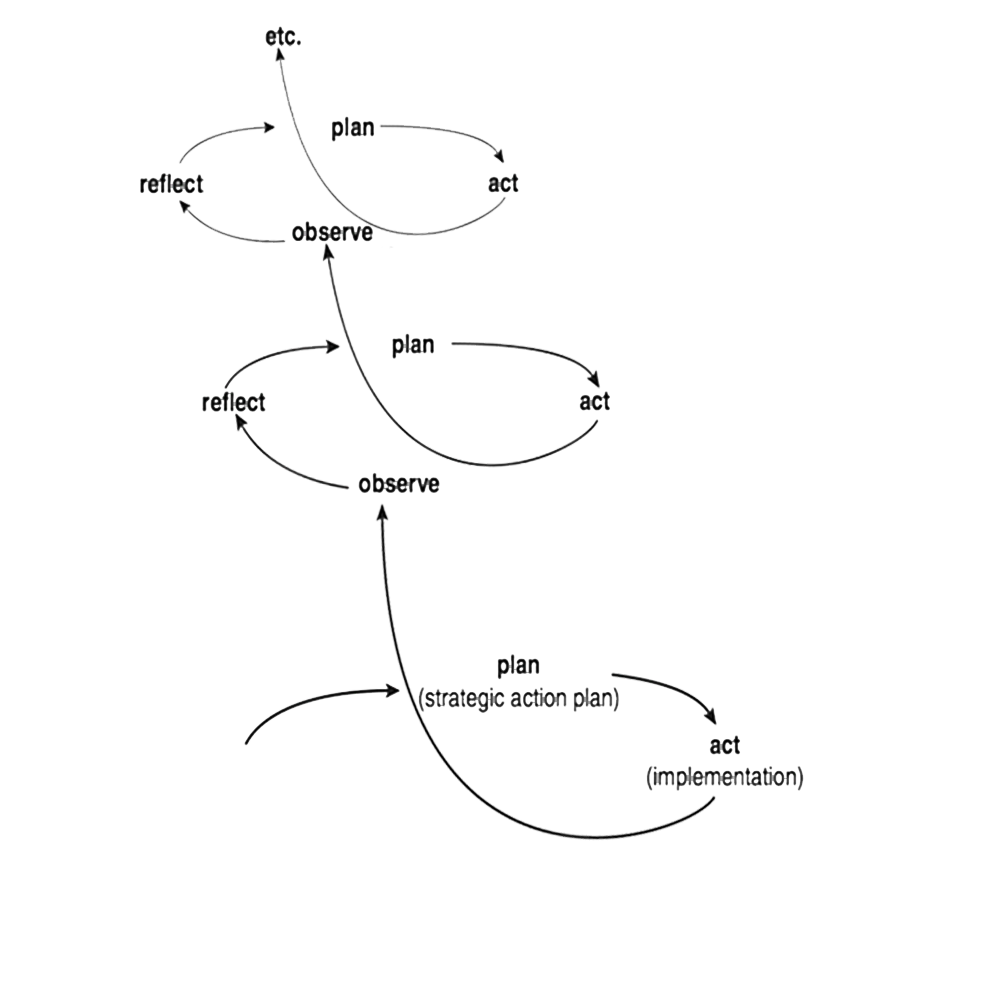 etc.
plan
reflect
act
observe
plan
reflect
act
observe
plan
(strategic action plan)
act
(implementation)